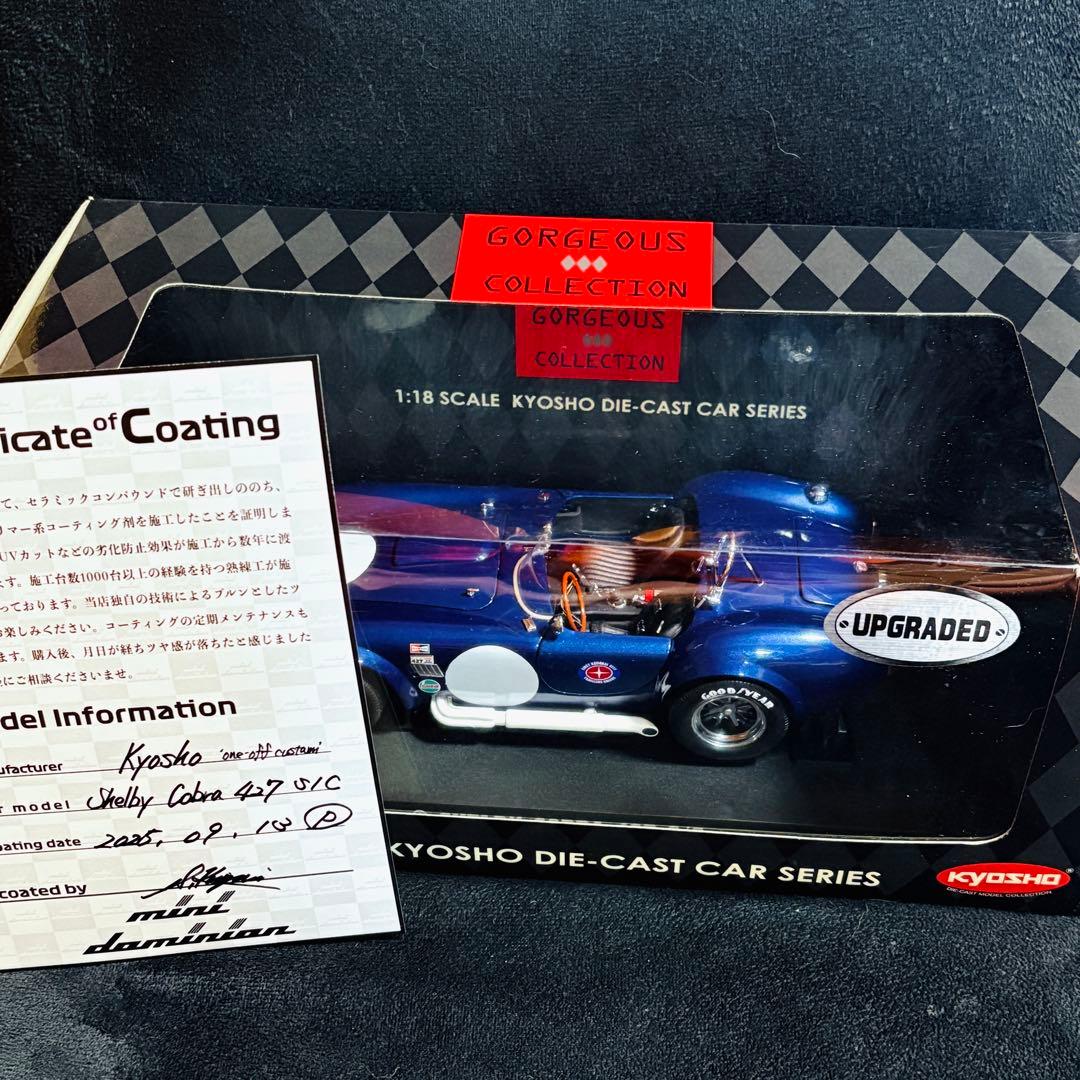 GORGEOUS
COLLECTION
GORGEOUS
COLLECTION
1:18 SCALE KYOSHO DIE-CAST CAR SERIES
icate of Coating
て、セラミックコンパウンドで研ぎ出しののち、
リマー系コーティング剤を施工したことを証明しま
UVカットなどの劣化防止効果が施工から数年に渡
ます。施工台数1000台以上の経験を持つ熟練工が施
っております。当店独自の技術によるプルンとしたツ
お楽しみください。コーティングの定期メンテナンスも
ます。購入後、月日が経ちツヤ感が落ちたと感じました
にご相談くださいませ。
del Information
ufacturer Kyosho 'one-off custom'
r model Shelby Cobra 427 S/C
oating date 2025. 09. 13 P
coated by
mini
dominian
427
GOOD/YEAR
UPGRADED
KYOSHO DIE-CAST CAR SERIES
KYOSHO
DIE-CAST MODEL COLLECTION